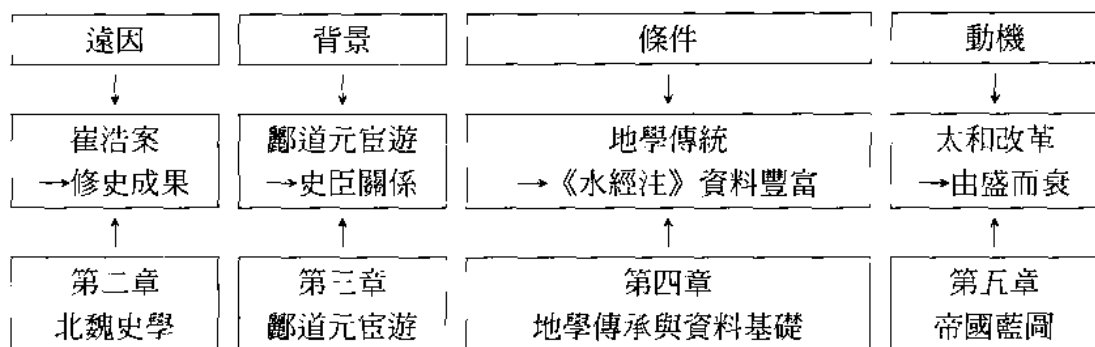 遠因
背景
條件
動機
崔浩案
→修史成果
酈道元宦遊
→史臣關係
地學傳統
→《水經注》資料豐富
太和改革
→由盛而衰
第二章
北魏史學
第三章
酈道元宦遊
第四章
地學傳承與資料基礎
第五章
帝國藍圖